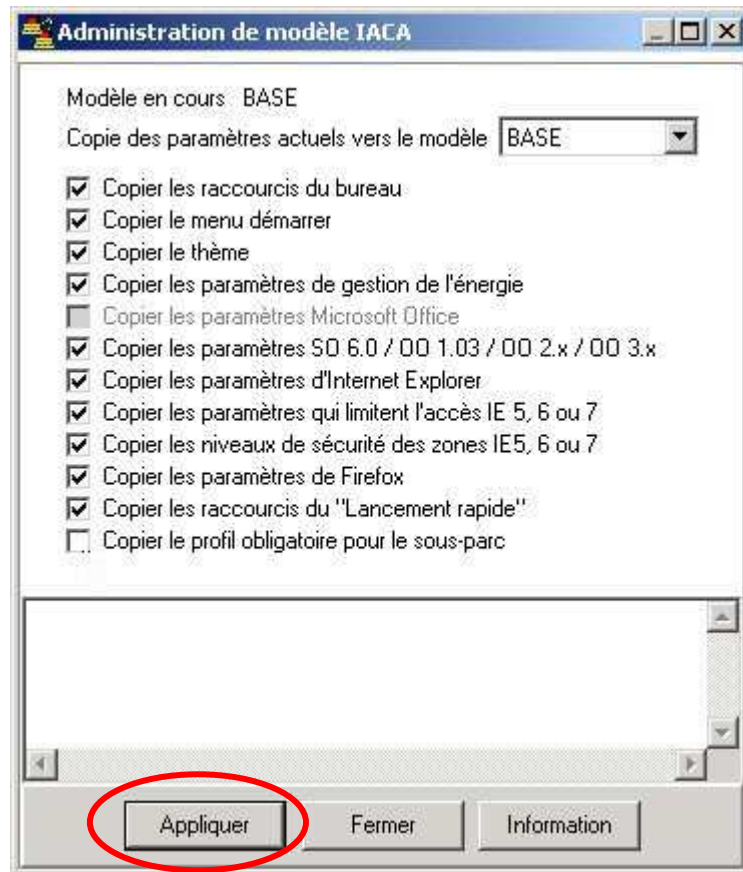 Administration de modèle IACA
Modèle en cours BASE
Copie des paramètres actuels vers le modèle BASE
Copier les raccourcis du bureau
Copier le menu démarrer
Copier le thème
Copier les paramètres de gestion de l'énergie
Copier les paramètres Microsoft Office
Copier les paramètres SO 6.0 / OO 1.03 / OO 2.x / OO 3.x
Copier les paramètres d'Internet Explorer
Copier les paramètres qui limitent l'accès IE 5, 6 ou 7
Copier les niveaux de sécurité des zones IE5, 6 ou 7
Copier les paramètres de Firefox
Copier les raccourcis du "Lancement rapide"
Copier le profil obligatoire pour le sous-parc
Appliquer Fermer Information